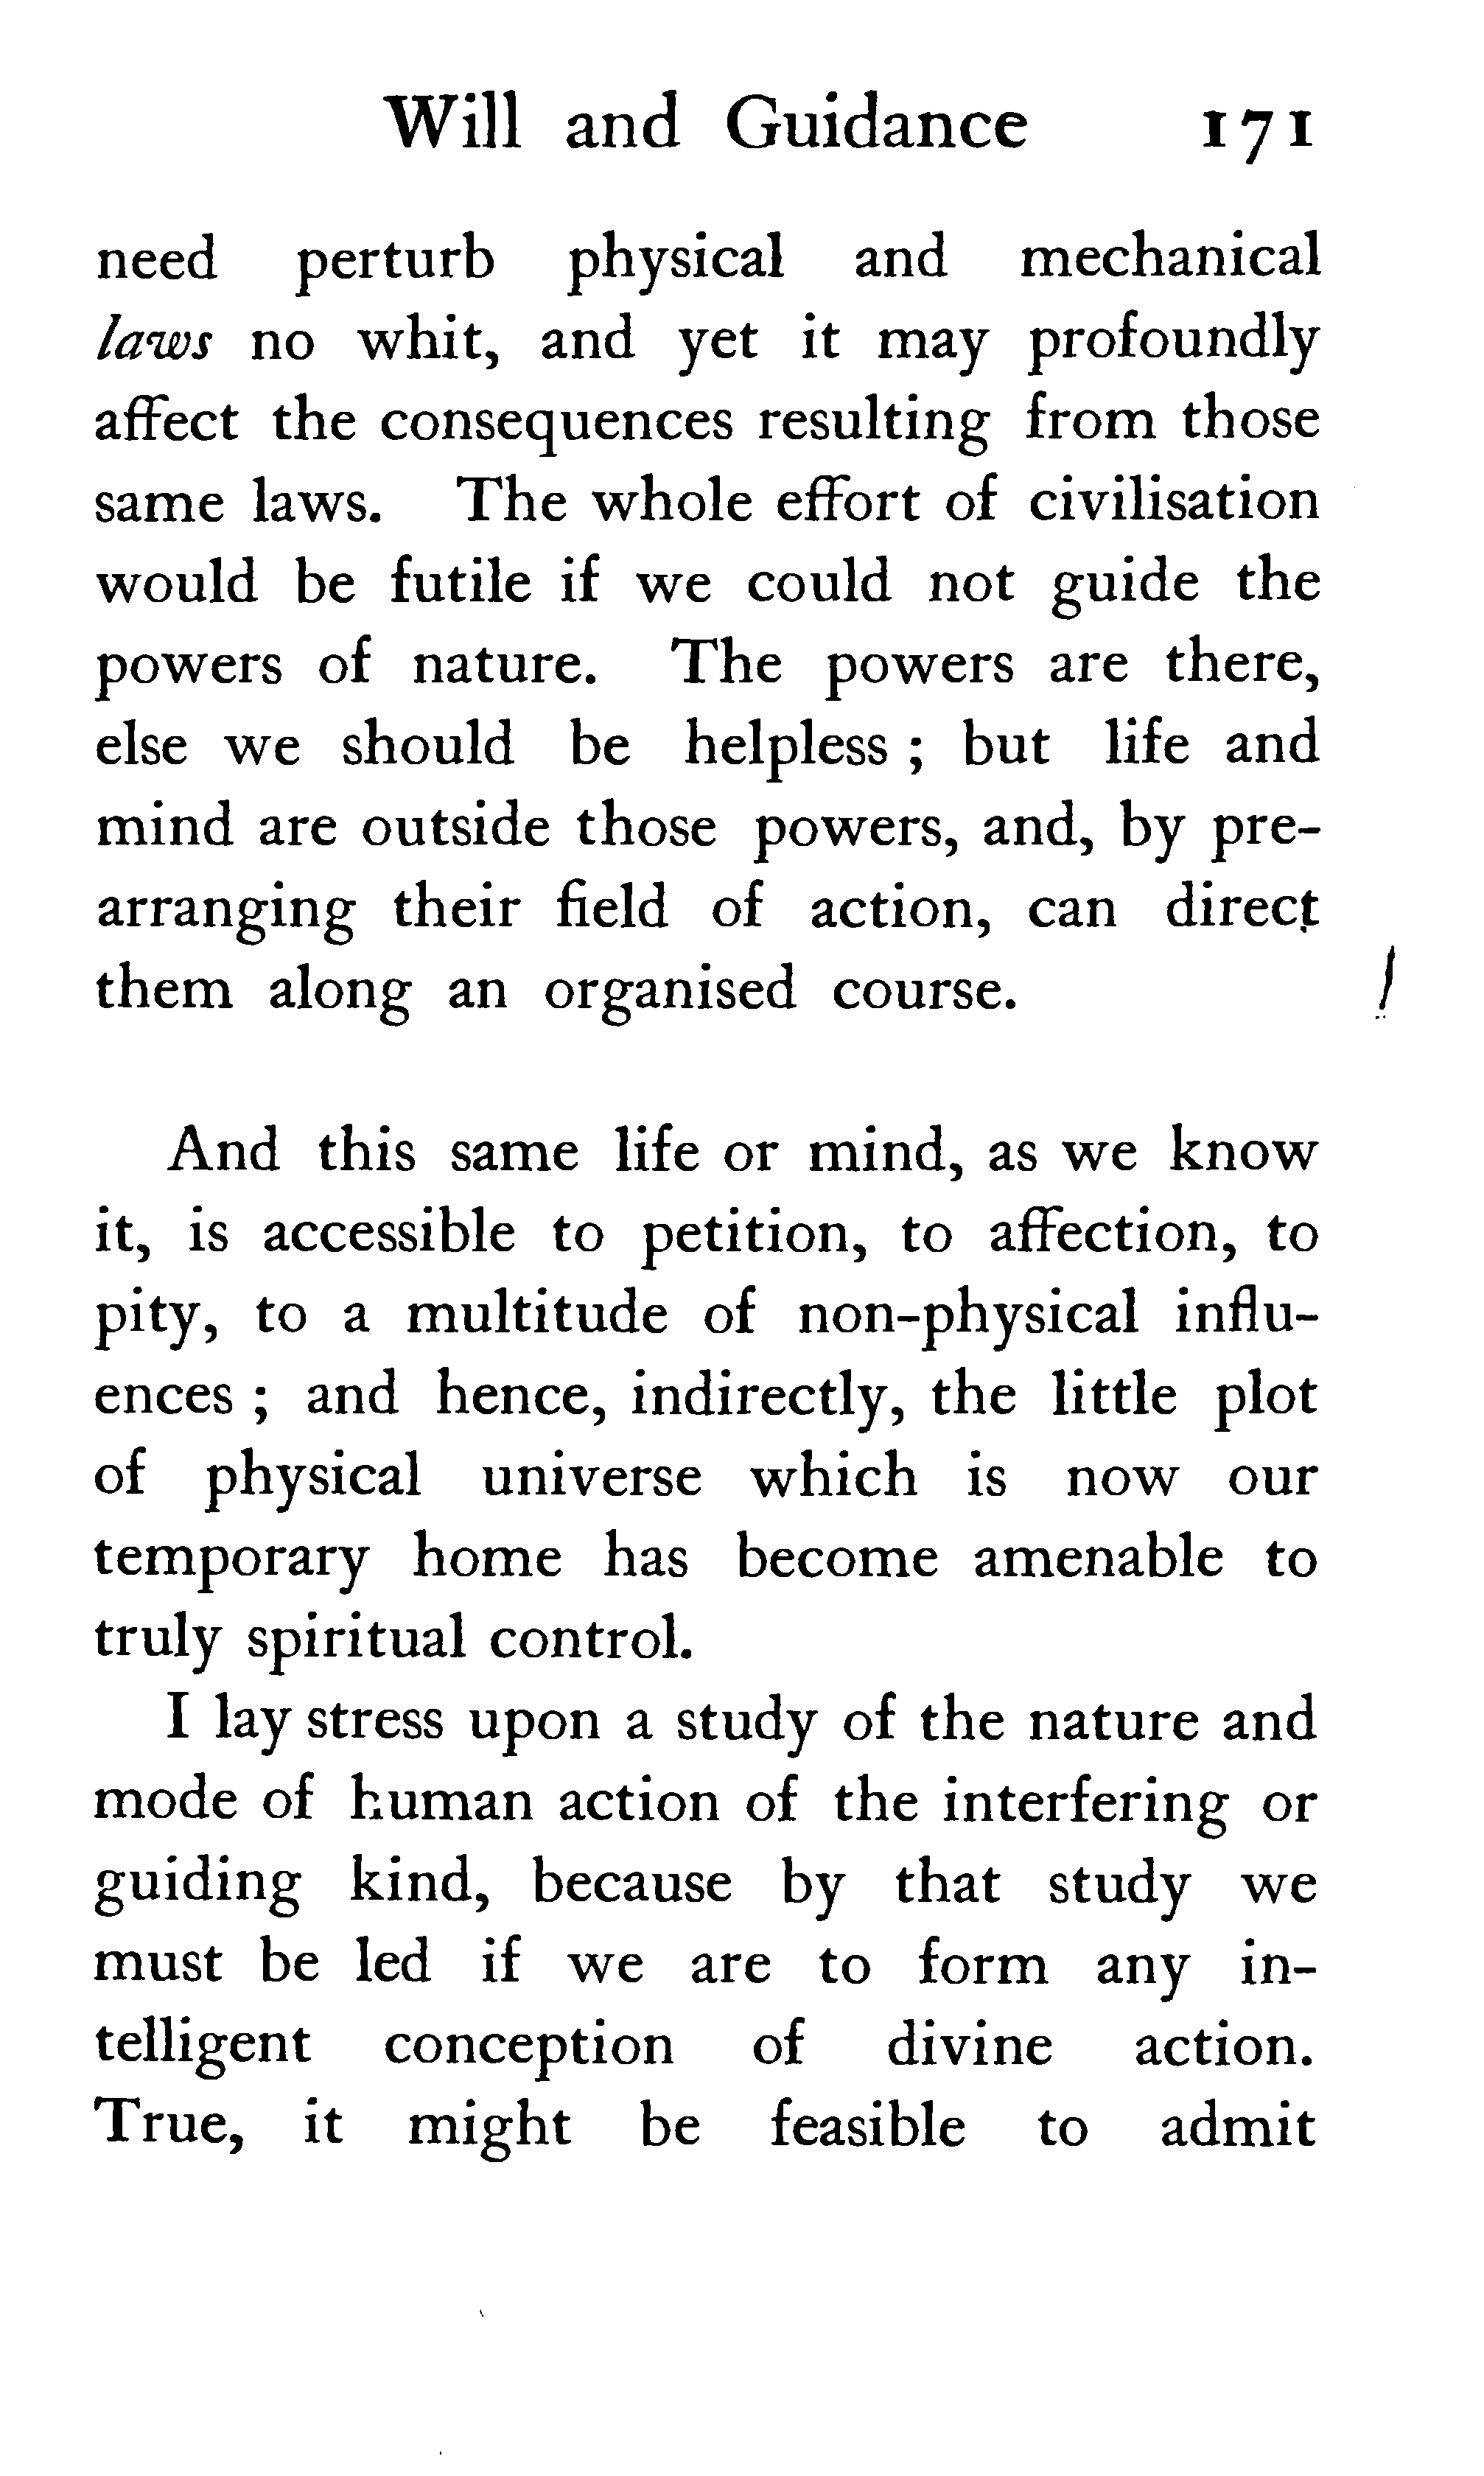 Will and Guidance 171
need perturb physical and mechanical
laws no whit, and yet it may profoundly
affect the consequences resulting from those
same laws. The whole effort of civilisation
would be futile if we could not guide the
powers of nature. The powers are there,
else we should be helpless ; but life and
mind are outside those powers, and, by pre-
arranging their field of action, can direct
them along an organised course.
And this same life or mind, as we know
it, is accessible to petition, to affection, to
pity, to a multitude of non-physical influ-
ences ; and hence, indirectly, the little plot
of physical universe which is now our
temporary home has become amenable to
truly spiritual control.
I lay stress upon a study of the nature and
mode of human action of the interfering or
guiding kind, because by that study we
must be led if we are to form any in-
telligent conception of divine action.
True, it might be feasible to admit